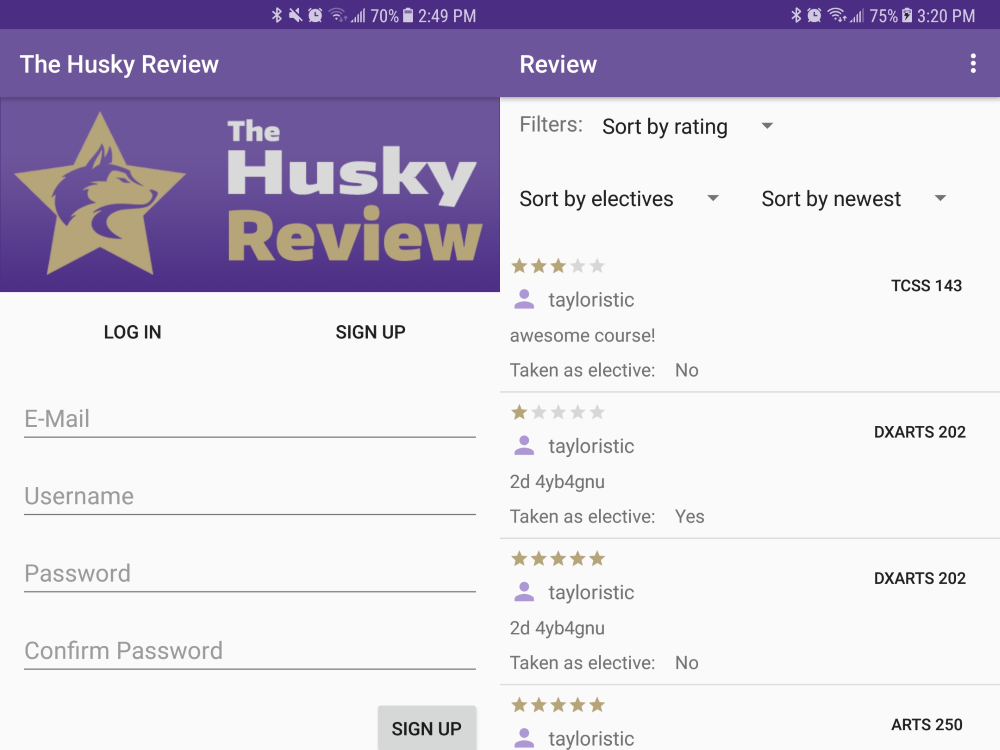 70% 2:49 PM
The Husky Review
The
Husky
Review
LOG IN SIGN UP
E-Mail
Username
Password
Confirm Password
SIGN UP
75% 3:20 PM
Review
Filters: Sort by rating
Sort by electives Sort by newest
TCSS 143
tayloristic
awesome course!
Taken as elective: No
DXARTS 202
tayloristic
2d 4yb4gnu
Taken as elective: Yes
DXARTS 202
tayloristic
2d 4yb4gnu
Taken as elective: No
ARTS 250
tayloristic